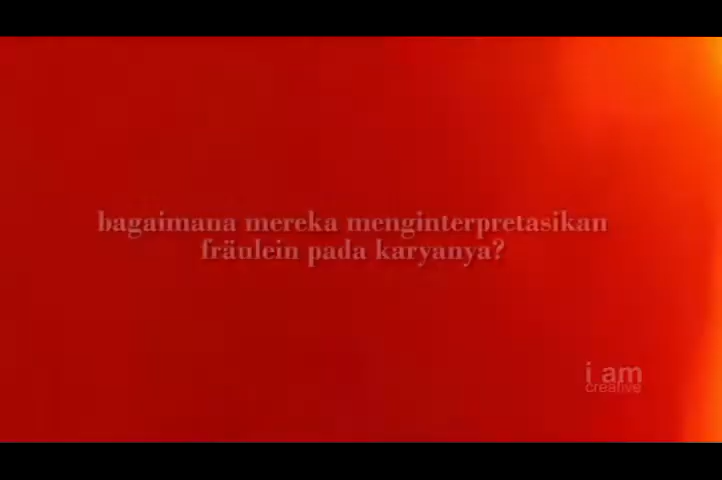 bagaimana mereka menginterpretasikan
fräulein pada karyanya?
i am
creative